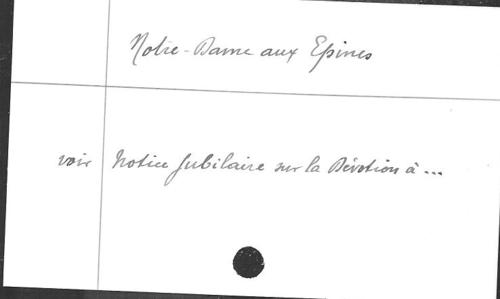 Notre-Dame aux Epines
voir Notice Jubilaire sur la Dévotion à ...